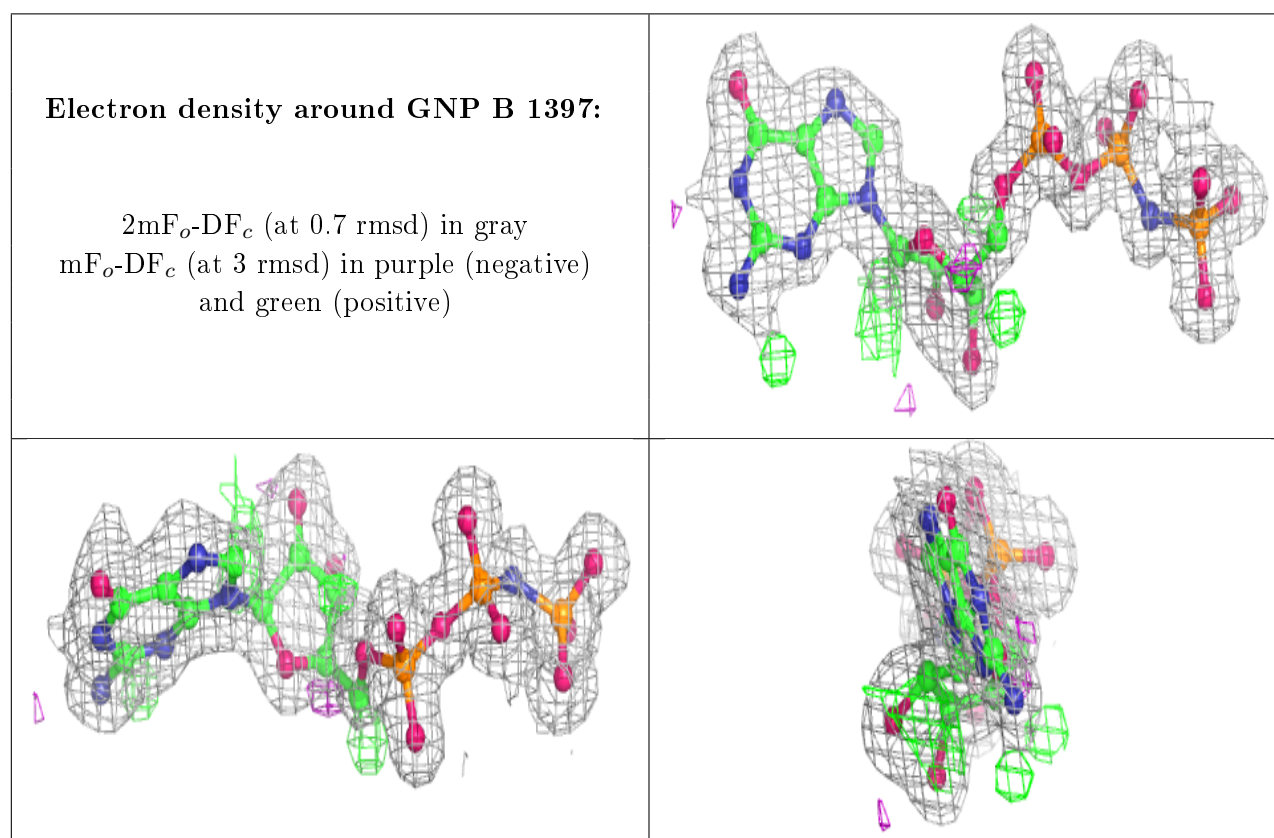 Electron density around GNP B 1397:
2mFo-DFc (at 0.7 rmsd) in gray
mFo-DFc (at 3 rmsd) in purple (negative)
and green (positive)